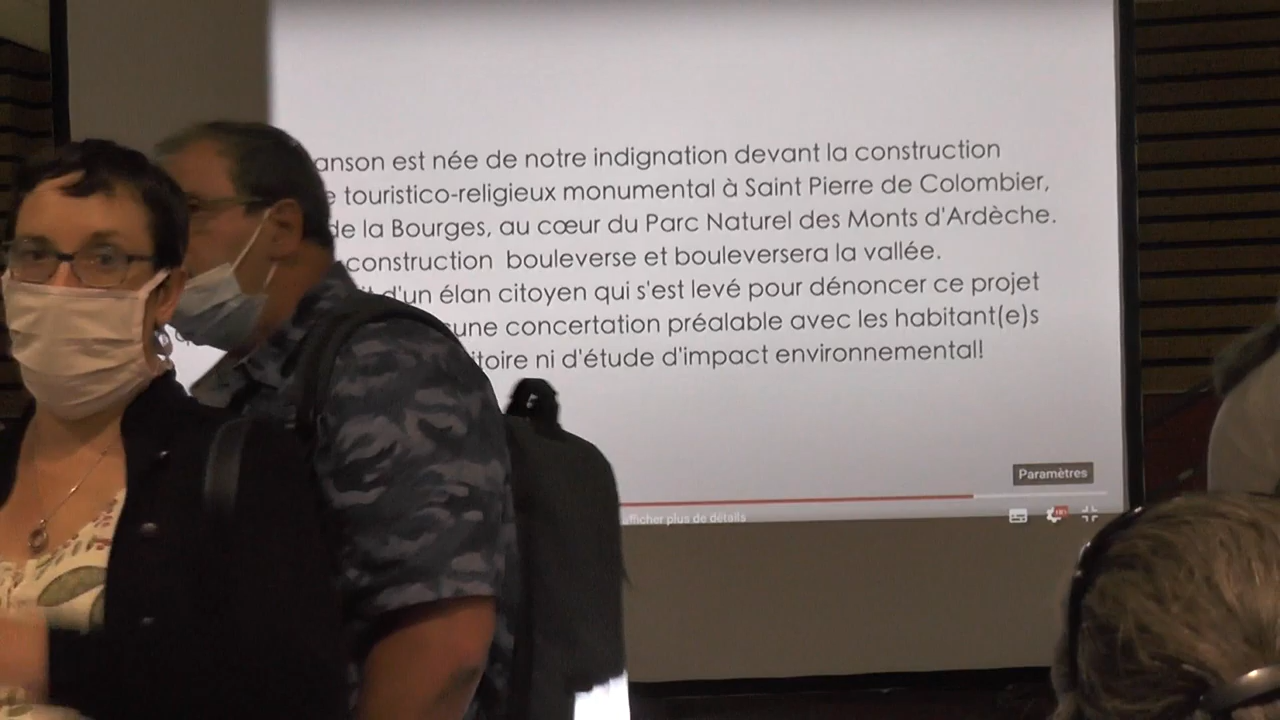 anson est née de notre indignation devant la construction
e touristico-religieux monumental à Saint Pierre de Colombier,
de la Bourges, au cœur du Parc Naturel des Monts d'Ardèche.
construction bouleverse et bouleversera la vallée.
d'un élan citoyen qui s'est levé pour dénoncer ce projet
cune concertation préalable avec les habitant(e)s
itoire ni d'étude d'impact environnemental!
Paramètres
afficher plus de détails